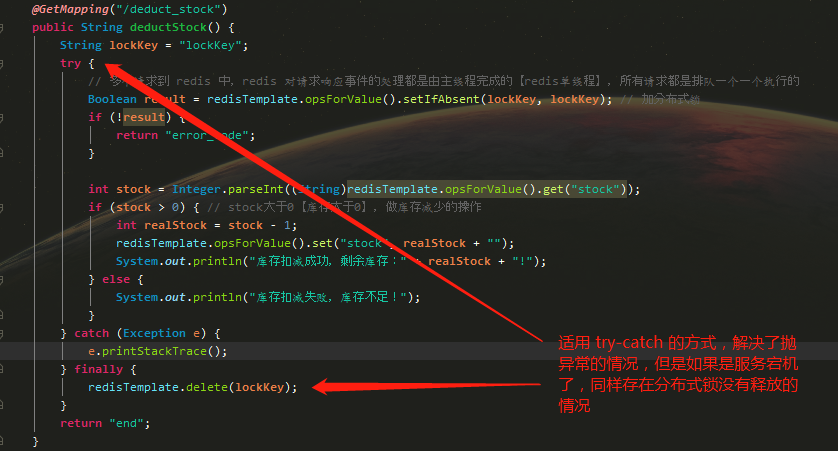 @GetMapping("/deduct_stock")
public String deductStock() {
String lockKey = "lockKey";
try {
请求到 redis 中，redis 对请求响应事件的处理都是由主线程完成的【redis单线程】，所有请求都是排队一个一个执行的
Boolean result = redisTemplate.opsForValue().setIfAbsent(lockKey, lockKey); // 加分布式锁
if (!result) {
return "error_code";
}
int stock = Integer.parseInt((String)redisTemplate.opsForValue().get("stock"));
if (stock > 0) { // stock大于0【库存大于0】，做库存减少的操作
int realStock = stock - 1;
redisTemplate.opsForValue().set("stock", realStock + "");
System.out.println("库存扣减成功，剩余库存：" + realStock + "!");
} else {
System.out.println("库存扣减失败，库存不足！");
}
} catch (Exception e) {
e.printStackTrace();
} finally {
redisTemplate.delete(lockKey);
}
return "end";
}
适用 try-catch 的方式，解决了抛
异常的情况，但是如果是服务宕机
了，同样存在分布式锁没有释放的
情况